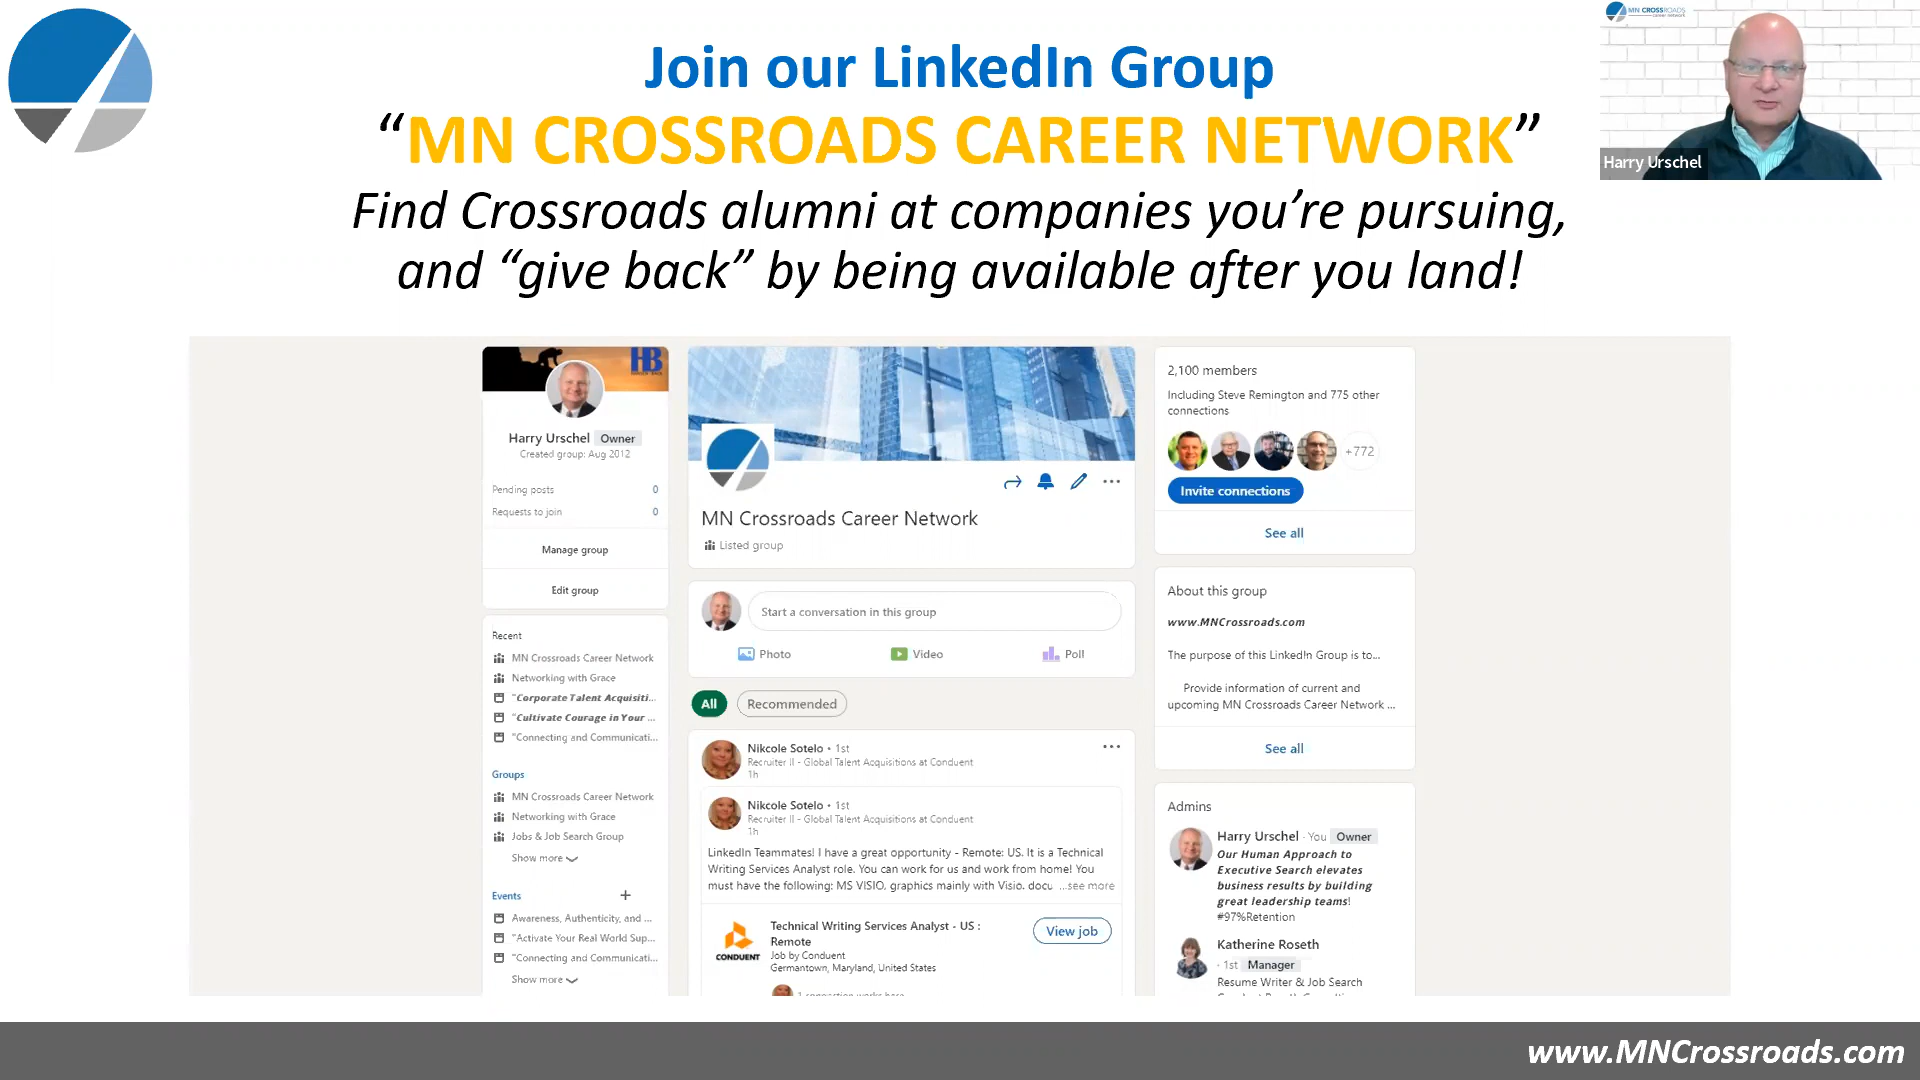 Join our LinkedIn Group
“MN CROSSROADS CAREER NETWORK”
Find Crossroads alumni at companies you’re pursuing,
and “give back” by being available after you land!
MN CROSSROADS
career network
Harry Urschel
HB
Harry Urschel Owner
Created group: Aug 2012
Pending posts 0
Requests to join 0
Manage group
Edit group
Recent
MN Crossroads Career Network
Networking with Grace
"Corporate Talent Acquisiti...
"Cultivate Courage in Your ...
"Connecting and Communicati...
Groups
MN Crossroads Career Network
Networking with Grace
Jobs & Job Search Group
Show more
Events +
Awareness, Authenticity, and ...
"Activate Your Real World Sup...
"Connecting and Communicati...
Show more
MN Crossroads Career Network
Listed group
Start a conversation in this group
Photo Video Poll
All Recommended
Nikcole Sotelo • 1st
Recruiter II - Global Talent Acquisitions at Conduent
1h
Nikcole Sotelo • 1st
Recruiter II - Global Talent Acquisitions at Conduent
1h
LinkedIn Teammates! I have a great opportunity - Remote: US. It is a Technical
Writing Services Analyst role. You can work for us and work from home! You
must have the following: MS VISIO, graphics mainly with Visio, docu ...see more
CONDUENT
Technical Writing Services Analyst - US :
Remote
Job by Conduent
Germantown, Maryland, United States
View job
1 connection works here
2,100 members
Including Steve Remington and 775 other
connections
+772
Invite connections
See all
About this group
www.MNCrossroads.com
The purpose of this LinkedIn Group is to...
Provide information of current and
upcoming MN Crossroads Career Network ...
See all
Admins
Harry Urschel · You Owner
Our Human Approach to
Executive Search elevates
business results by building
great leadership teams!
#97%Retention
Katherine Roseth
· 1st Manager
Resume Writer & Job Search
www.MNCrossroads.com